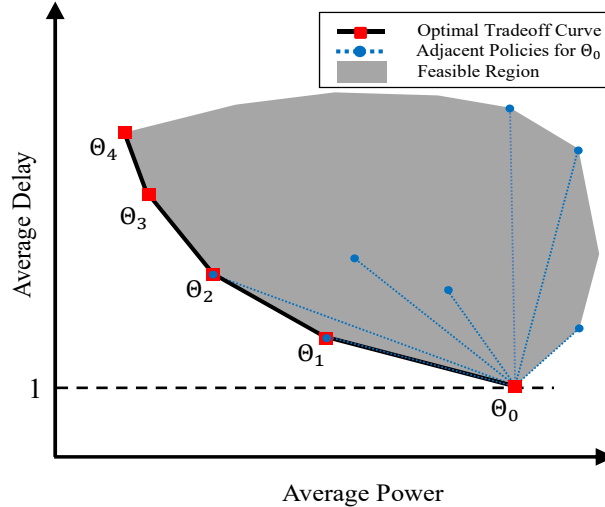 Optimal Tradeoff Curve
Adjacent Policies for Θ₀
Feasible Region
Θ₄
Θ₃
Θ₂
Θ₁
Θ₀
1
Average Delay
Average Power